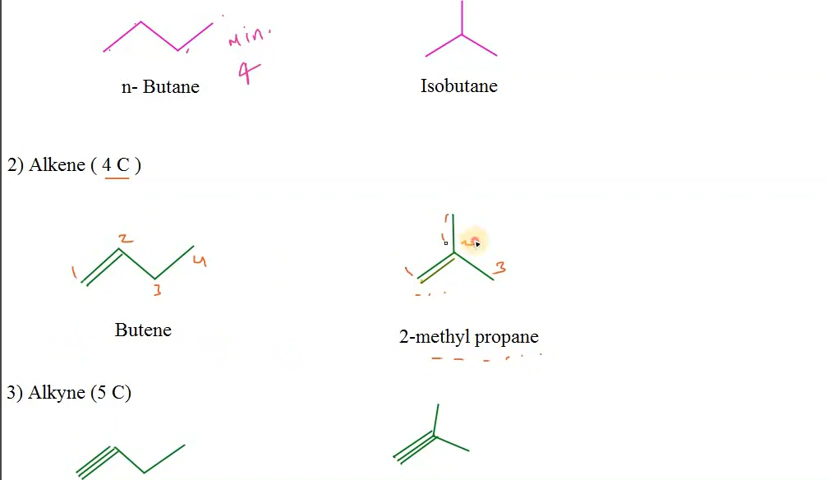 min.
4
n- Butane
Isobutane
2) Alkene ( 4 C )
1
2
3
4
1
3
Butene
2-methyl propane
3) Alkyne (5 C)